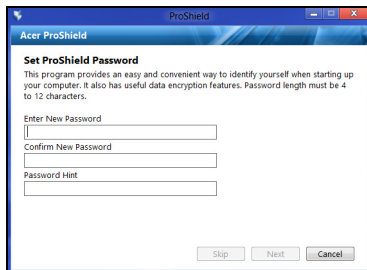 ProShield
Acer ProShield
Set ProShield Password
This program provides an easy and convenient way to identify yourself when starting up
your computer. It also has useful data encryption features. Password length must be 4
to 12 characters.
Enter New Password
Confirm New Password
Password Hint
Skip Next Cancel